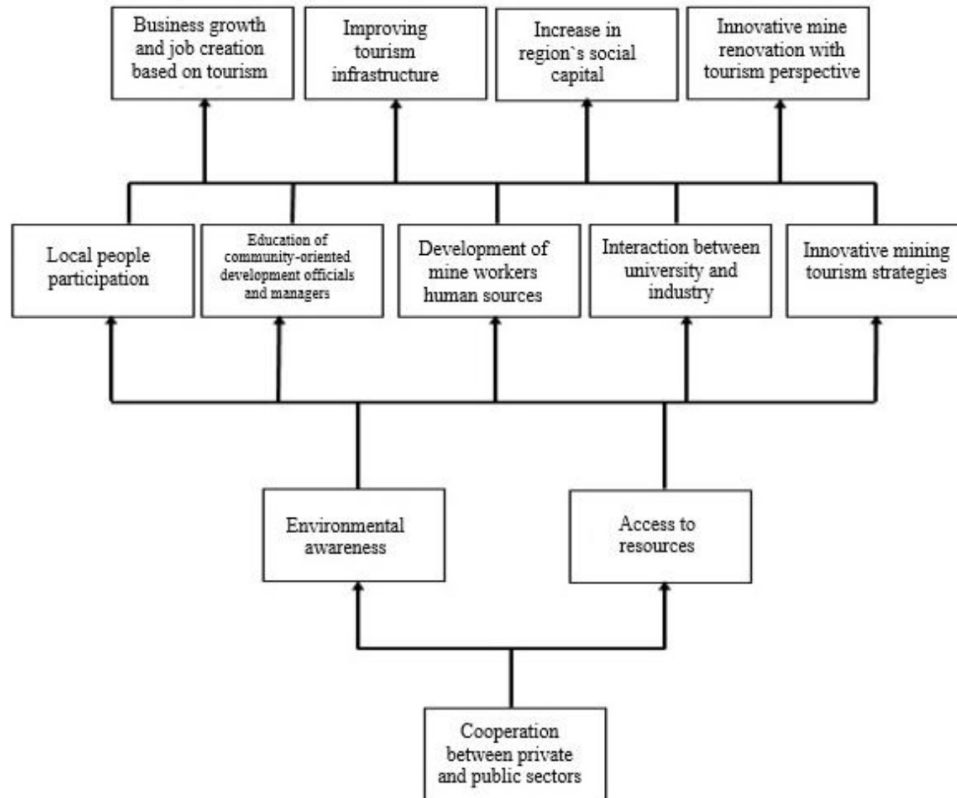 Business growth
and job creation
based on tourism
Improving
tourism
infrastructure
Increase in
region`s social
capital
Innovative mine
renovation with
tourism perspective
Local people
participation
Education of
community-oriented
development officials
and managers
Development of
mine workers
human sources
Interaction between
university and
industry
Innovative mining
tourism strategies
Environmental
awareness
Access to
resources
Cooperation
between private
and public sectors